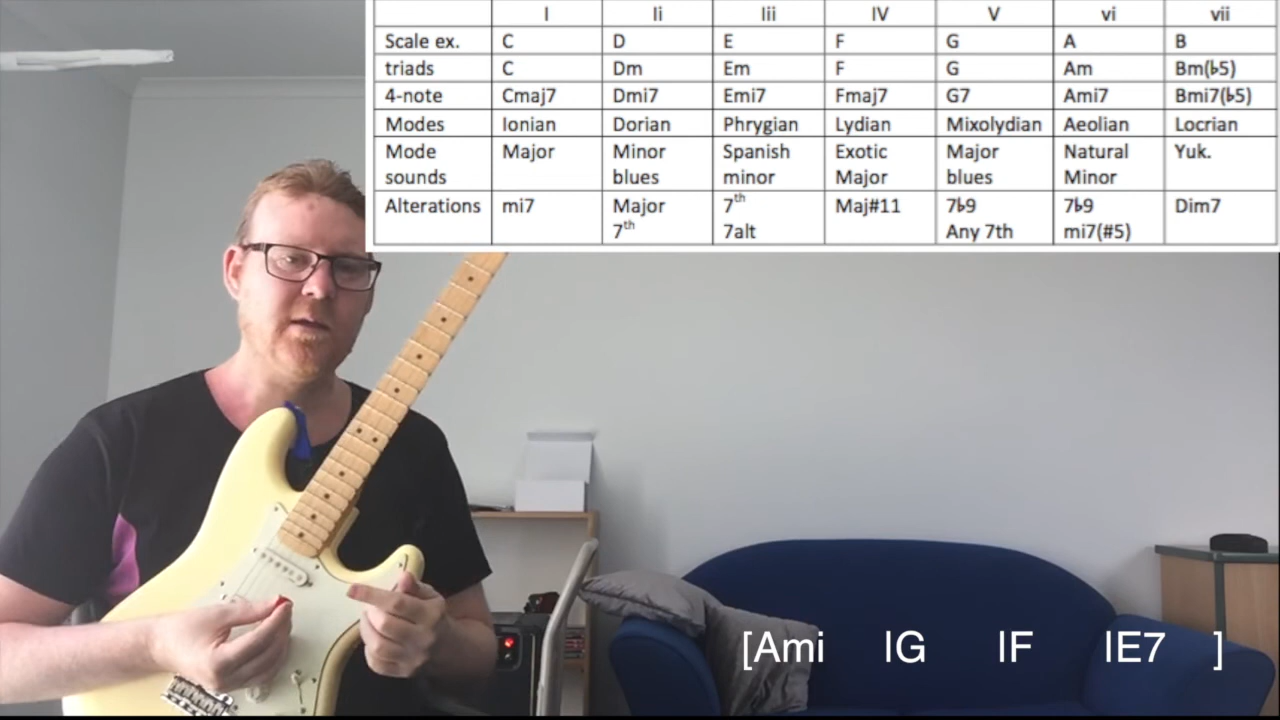 I Ii Iii IV V vi vii
Scale ex. C D E F G A B
triads C Dm Em F G Am Bm(♭5)
4-note Cmaj7 Dmi7 Emi7 Fmaj7 G7 Ami7 Bmi7(♭5)
Modes Ionian Dorian Phrygian Lydian Mixolydian Aeolian Locrian
Mode Major Minor Spanish Exotic Major Natural Yuk.
sounds blues minor Major blues Minor
Alterations mi7 Major 7th Maj#11 7♭9 7♭9 Dim7
7th 7alt Any 7th mi7(#5)
[Ami |G |F |E7 ]